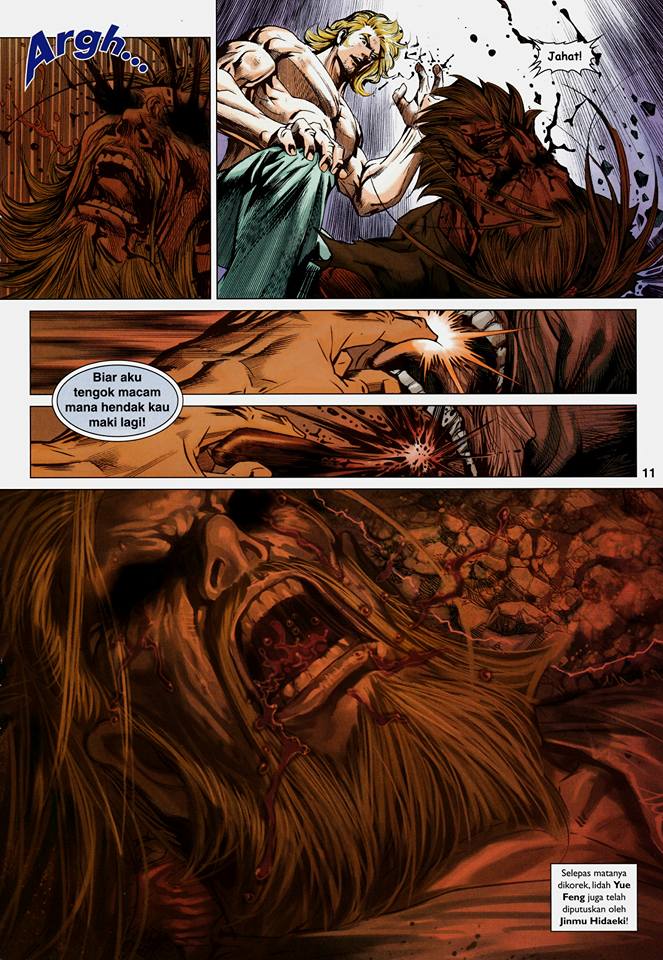 Argh...
Jahat!
Biar aku
tengok macam
mana hendak kau
maki lagi!
11
Selepas matanya
dikorek, lidah Yue
Feng juga telah
diputuskan oleh
Jinmu Hidaeki!